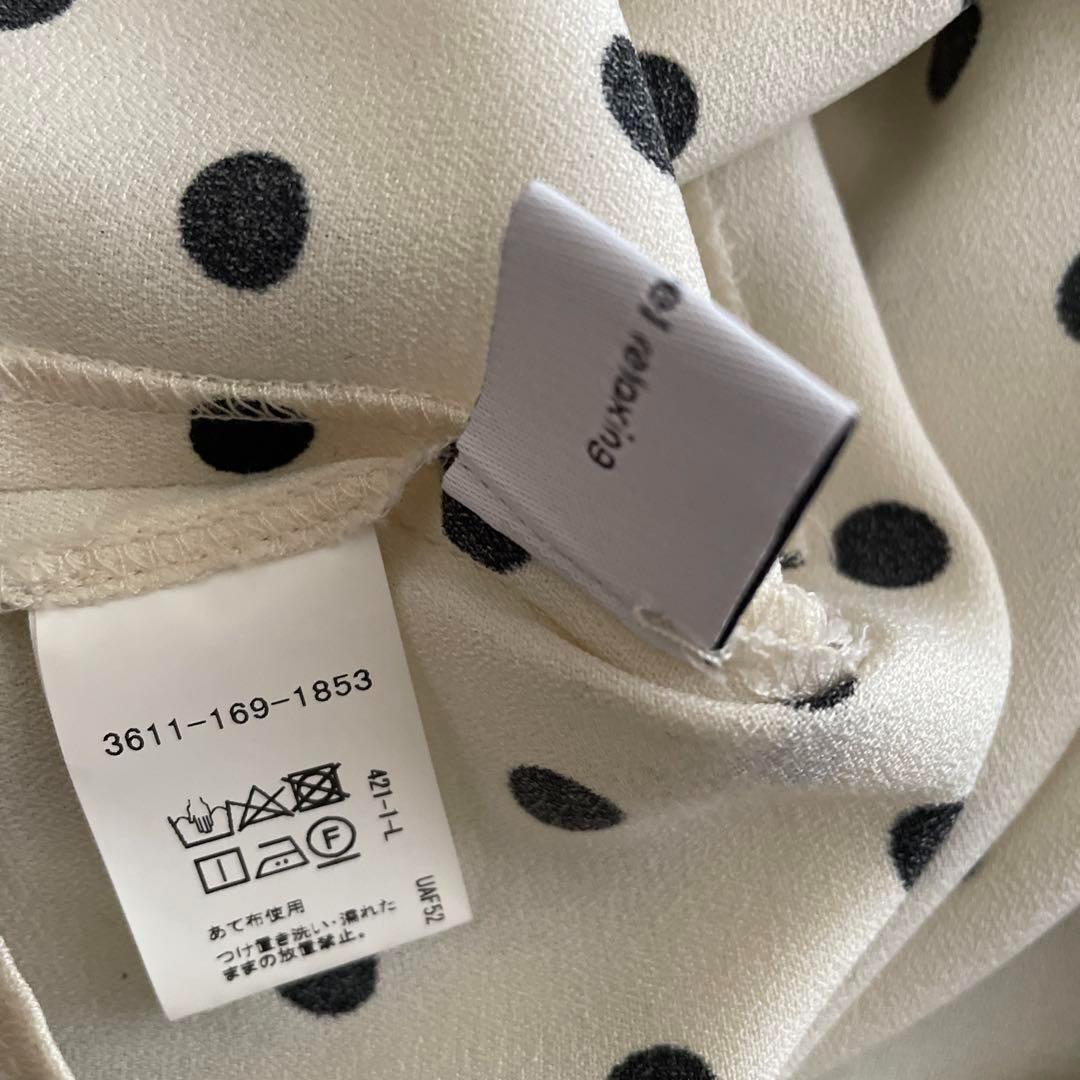 el relaxing
3611-169-1853
421-1-L
F
あて布使用
つけ置き洗い・濡れた
ままの放置禁止。
UAF52